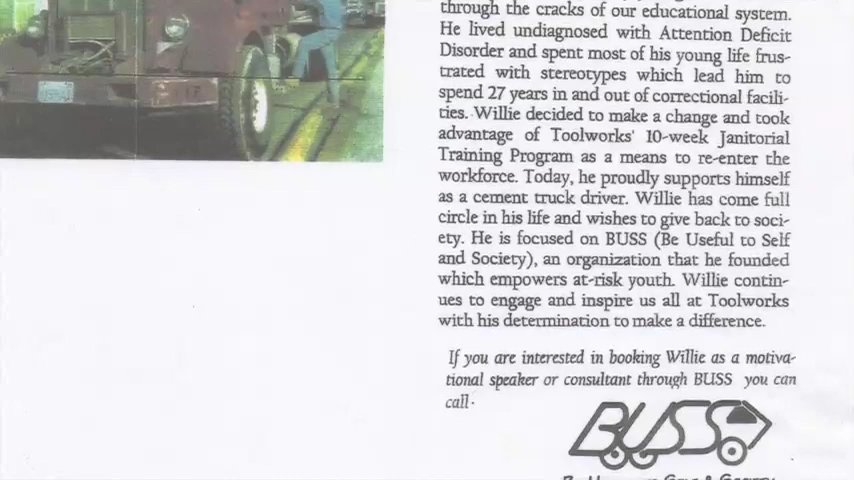 through the cracks of our educational system.
He lived undiagnosed with Attention Deficit
Disorder and spent most of his young life frus-
trated with stereotypes which lead him to
spend 27 years in and out of correctional facili-
ties. Willie decided to make a change and took
advantage of Toolworks' 10-week Janitorial
Training Program as a means to re-enter the
workforce. Today, he proudly supports himself
as a cement truck driver. Willie has come full
circle in his life and wishes to give back to soci-
ety. He is focused on BUSS (Be Useful to Self
and Society), an organization that he founded
which empowers at-risk youth. Willie contin-
ues to engage and inspire us all at Toolworks
with his determination to make a difference.
If you are interested in booking Willie as a motiva-
tional speaker or consultant through BUSS you can
call.
BUSS